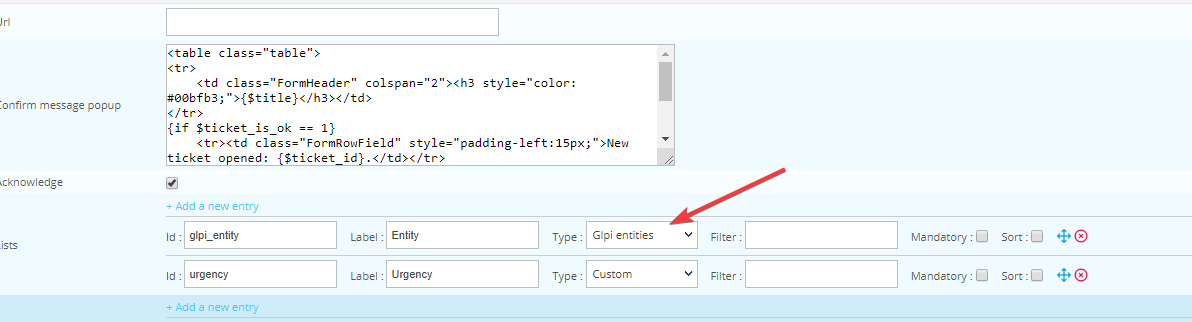 Url
Confirm message popup
<table class="table">
<tr>
<td class="FormHeader" colspan="2"><h3 style="color:
#00bfb3;">{$title}</h3></td>
</tr>
{if $ticket_is_ok == 1}
<tr><td class="FormRowField" style="padding-left:15px;">New
ticket opened: {$ticket_id}.</td></tr>
Acknowledge
+ Add a new entry
Lists
Id : glpi_entity Label : Entity Type : Glpi entities Filter : Mandatory : Sort :
Id : urgency Label : Urgency Type : Custom Filter : Mandatory : Sort :
+ Add a new entry